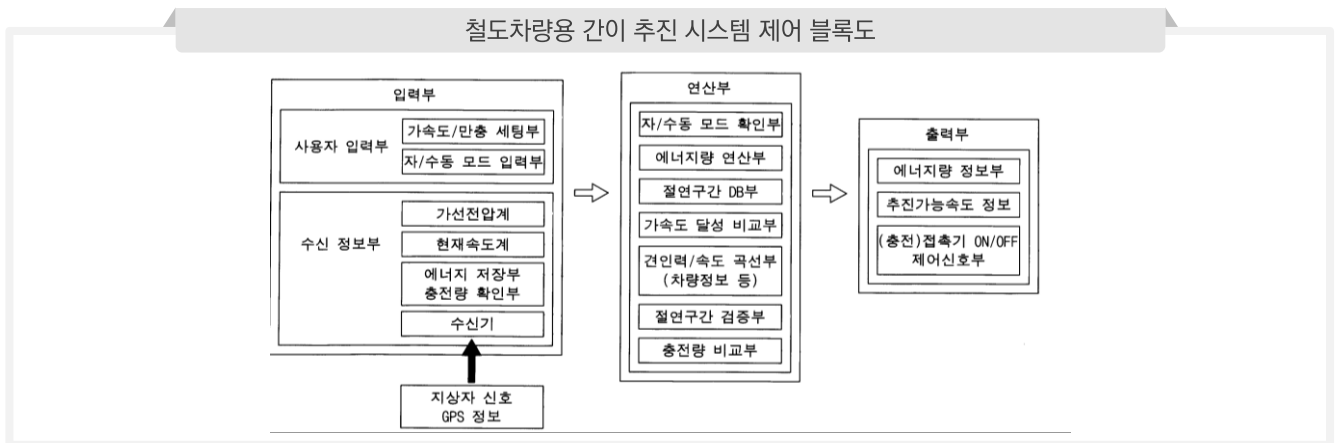 철도차량용 간이 추진 시스템 제어 블록도
입력부
사용자 입력부
가속도/만충 세팅부
자/수동 모드 입력부
수신 정보부
가선전압계
현재속도계
에너지 저장부
충전량 확인부
수신기
지상자 신호
GPS 정보
연산부
자/수동 모드 확인부
에너지량 연산부
절연구간 DB부
가속도 달성 비교부
견인력/속도 곡선부
(차량정보 등)
절연구간 검증부
충전량 비교부
출력부
에너지량 정보부
추진가능속도 정보
(충전)접촉기 ON/OFF
제어신호부